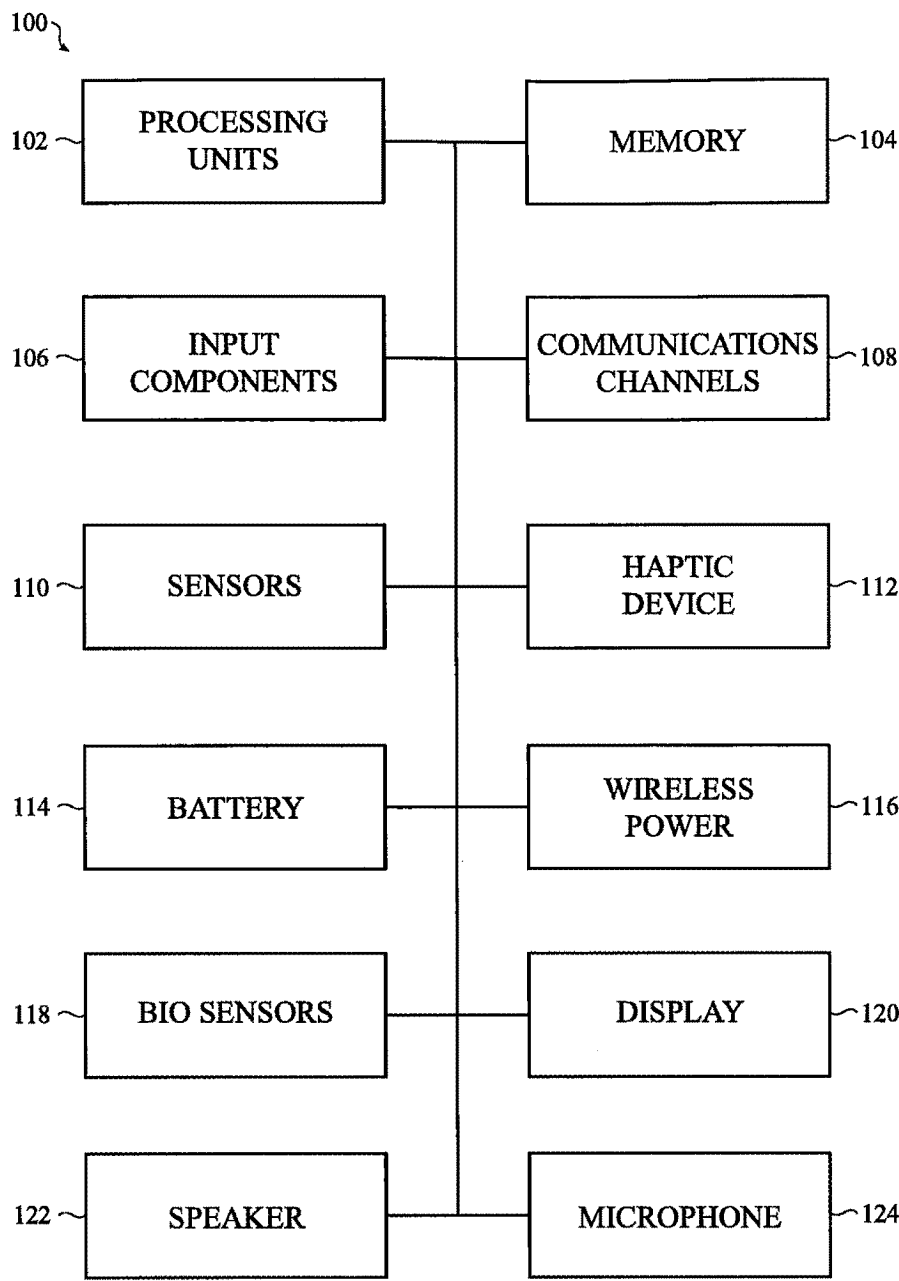 100
PROCESSING
UNITS
102
MEMORY
104
INPUT
COMPONENTS
106
COMMUNICATIONS
CHANNELS
108
SENSORS
110
HAPTIC
DEVICE
112
BATTERY
114
WIRELESS
POWER
116
BIO SENSORS
118
DISPLAY
120
SPEAKER
122
MICROPHONE
124